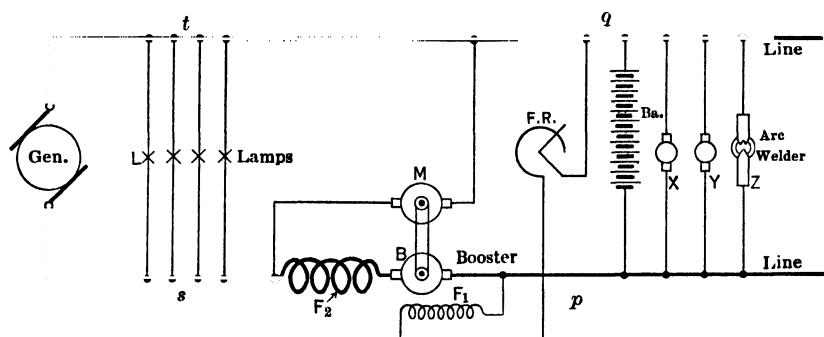 t
q
Line
F.R.
Ba.
Gen.
L
Lamps
Arc
Welder
M
X
Y
Z
B
Booster
Line
s
F₂
F₁
p